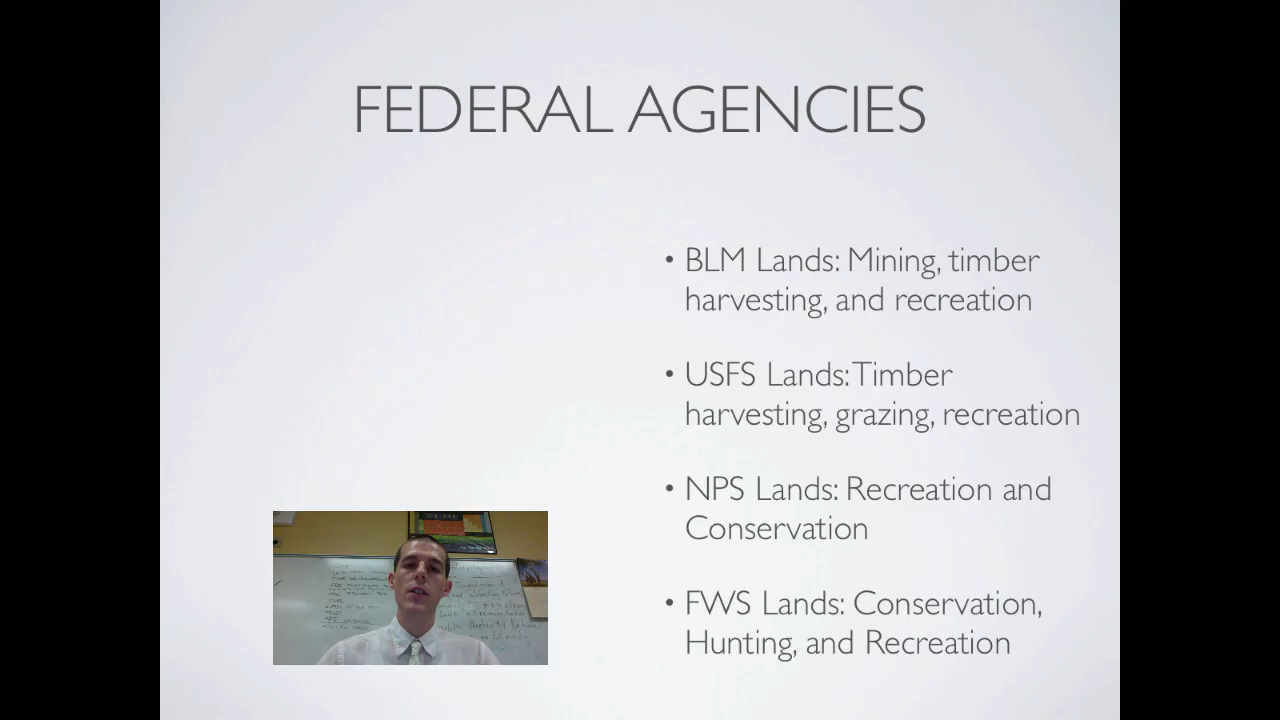 FEDERAL AGENCIES
• BLM Lands: Mining, timber
harvesting, and recreation
• USFS Lands: Timber
harvesting, grazing, recreation
• NPS Lands: Recreation and
Conservation
• FWS Lands: Conservation,
Hunting, and Recreation